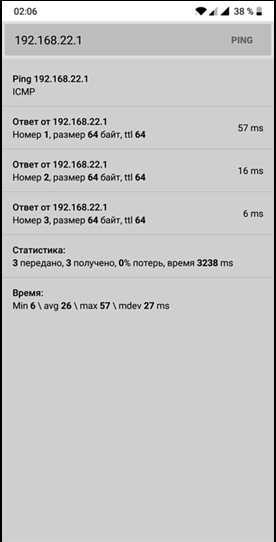 02:06
38 %
192.168.22.1
PING
Ping 192.168.22.1
ICMP
Ответ от 192.168.22.1
Номер 1, размер 64 байт, ttl 64
57 ms
Ответ от 192.168.22.1
Номер 2, размер 64 байт, ttl 64
16 ms
Ответ от 192.168.22.1
Номер 3, размер 64 байт, ttl 64
6 ms
Статистика:
3 передано, 3 получено, 0% потерь, время 3238 ms
Время:
Min 6 \ avg 26 \ max 57 \ mdev 27 ms